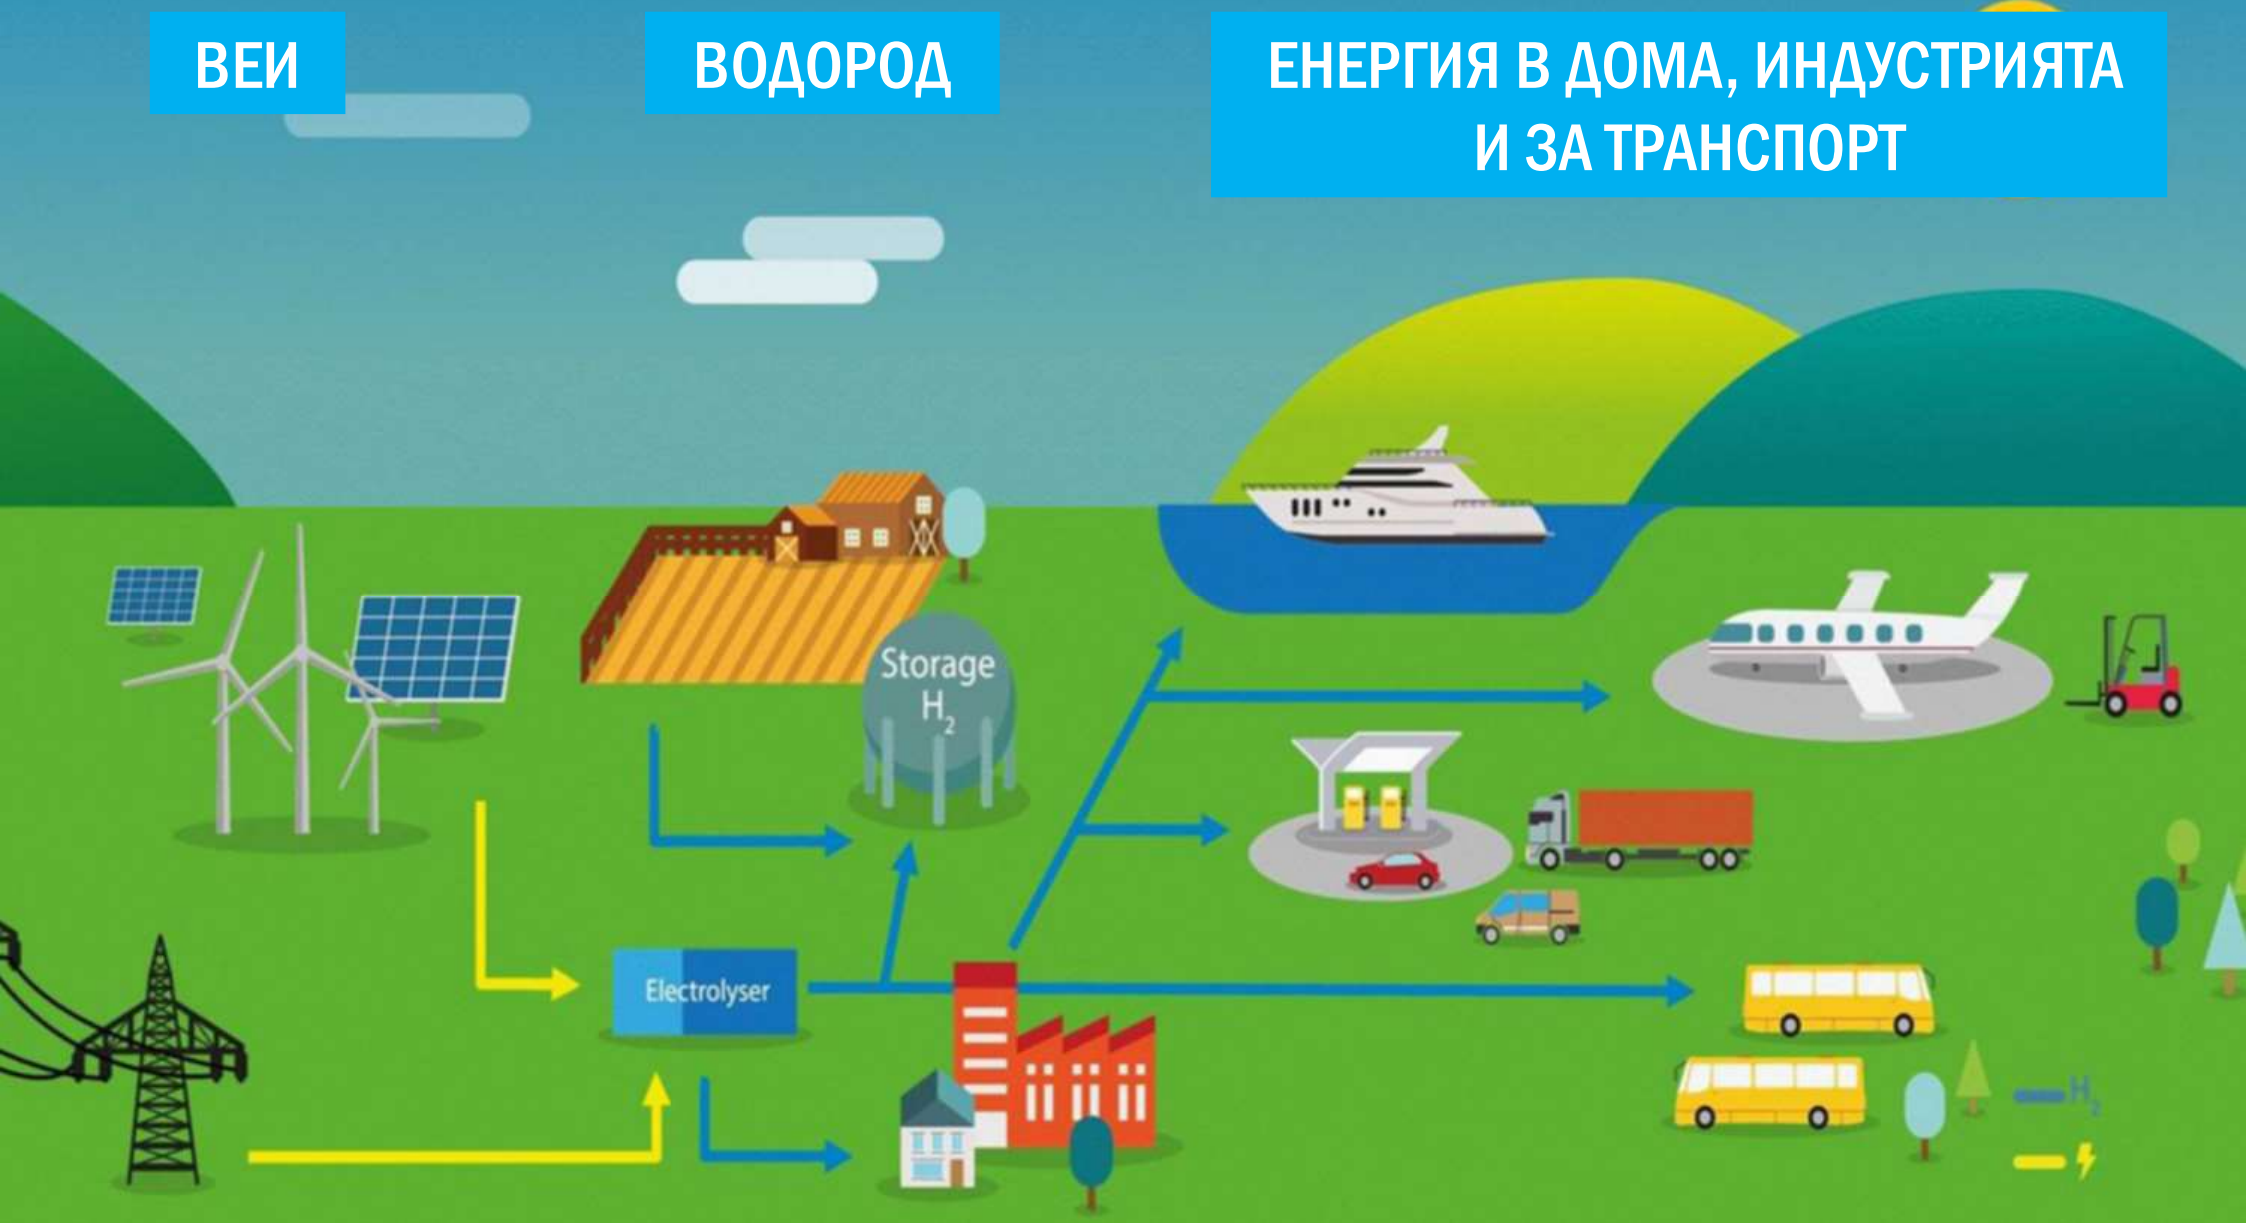 ВЕИ
ВОДОРОД
ЕНЕРГИЯ В ДОМА, ИНДУСТРИЯТА
И ЗА ТРАНСПОРТ
Storage
H₂
Electrolyser
H₂